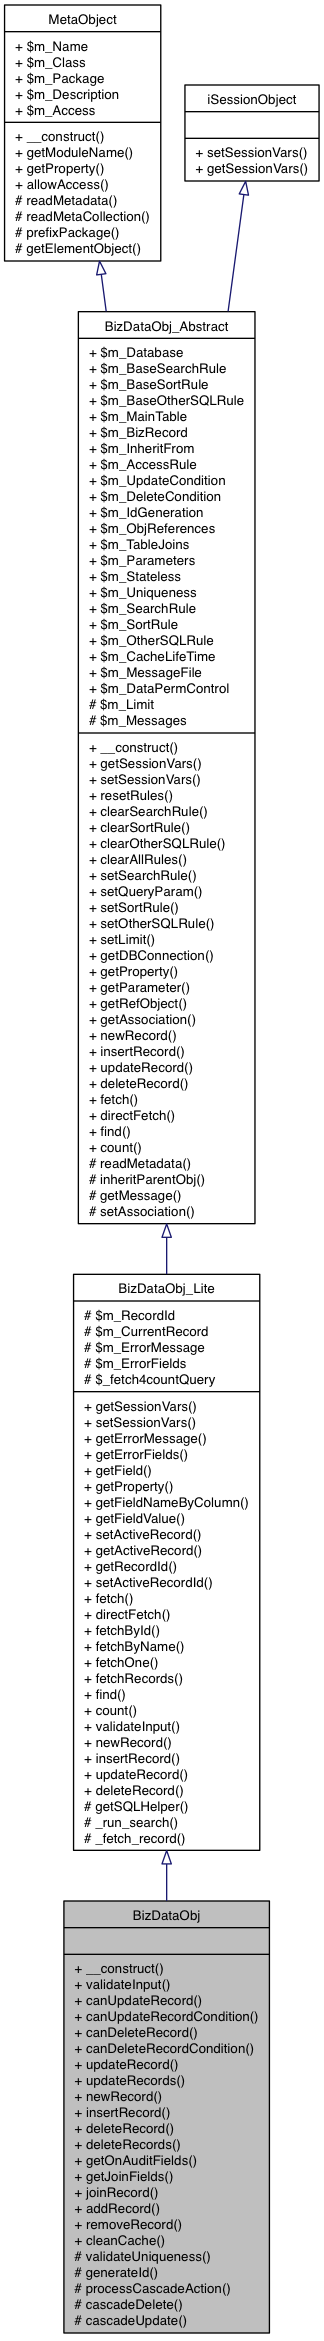 MetaObject
+ $m_Name
+ $m_Class
+ $m_Package
+ $m_Description
+ $m_Access
+ __construct()
+ getModuleName()
+ getProperty()
+ allowAccess()
# readMetadata()
# readMetaCollection()
# prefixPackage()
# getElementObject()
iSessionObject
+ setSessionVars()
+ getSessionVars()
BizDataObj_Abstract
+ $m_Database
+ $m_BaseSearchRule
+ $m_BaseSortRule
+ $m_BaseOtherSQLRule
+ $m_MainTable
+ $m_BizRecord
+ $m_InheritFrom
+ $m_AccessRule
+ $m_UpdateCondition
+ $m_DeleteCondition
+ $m_IdGeneration
+ $m_ObjReferences
+ $m_TableJoins
+ $m_Parameters
+ $m_Stateless
+ $m_Uniqueness
+ $m_SearchRule
+ $m_SortRule
+ $m_OtherSQLRule
+ $m_CacheLifeTime
+ $m_MessageFile
+ $m_DataPermControl
# $m_Limit
# $m_Messages
+ __construct()
+ getSessionVars()
+ setSessionVars()
+ resetRules()
+ clearSearchRule()
+ clearSortRule()
+ clearOtherSQLRule()
+ clearAllRules()
+ setSearchRule()
+ setQueryParam()
+ setSortRule()
+ setOtherSQLRule()
+ setLimit()
+ getDBConnection()
+ getProperty()
+ getParameter()
+ getRefObject()
+ getAssociation()
+ newRecord()
+ insertRecord()
+ updateRecord()
+ deleteRecord()
+ fetch()
+ directFetch()
+ find()
+ count()
# readMetadata()
# inheritParentObj()
# getMessage()
# setAssociation()
BizDataObj_Lite
# $m_RecordId
# $m_CurrentRecord
# $m_ErrorMessage
# $m_ErrorFields
# $_fetch4countQuery
+ getSessionVars()
+ setSessionVars()
+ getErrorMessage()
+ getErrorFields()
+ getField()
+ getProperty()
+ getFieldNameByColumn()
+ getFieldValue()
+ setActiveRecord()
+ getActiveRecord()
+ getRecordId()
+ setActiveRecordId()
+ fetch()
+ directFetch()
+ fetchById()
+ fetchByName()
+ fetchOne()
+ fetchRecords()
+ find()
+ count()
+ validateInput()
+ newRecord()
+ insertRecord()
+ updateRecord()
+ deleteRecord()
# getSQLHelper()
# _run_search()
# _fetch_record()
BizDataObj
+ __construct()
+ validateInput()
+ canUpdateRecord()
+ canUpdateRecordCondition()
+ canDeleteRecord()
+ canDeleteRecordCondition()
+ updateRecord()
+ updateRecords()
+ newRecord()
+ insertRecord()
+ deleteRecord()
+ deleteRecords()
+ getOnAuditFields()
+ getJoinFields()
+ joinRecord()
+ addRecord()
+ removeRecord()
+ cleanCache()
# validateUniqueness()
# generateId()
# processCascadeAction()
# cascadeDelete()
# cascadeUpdate()